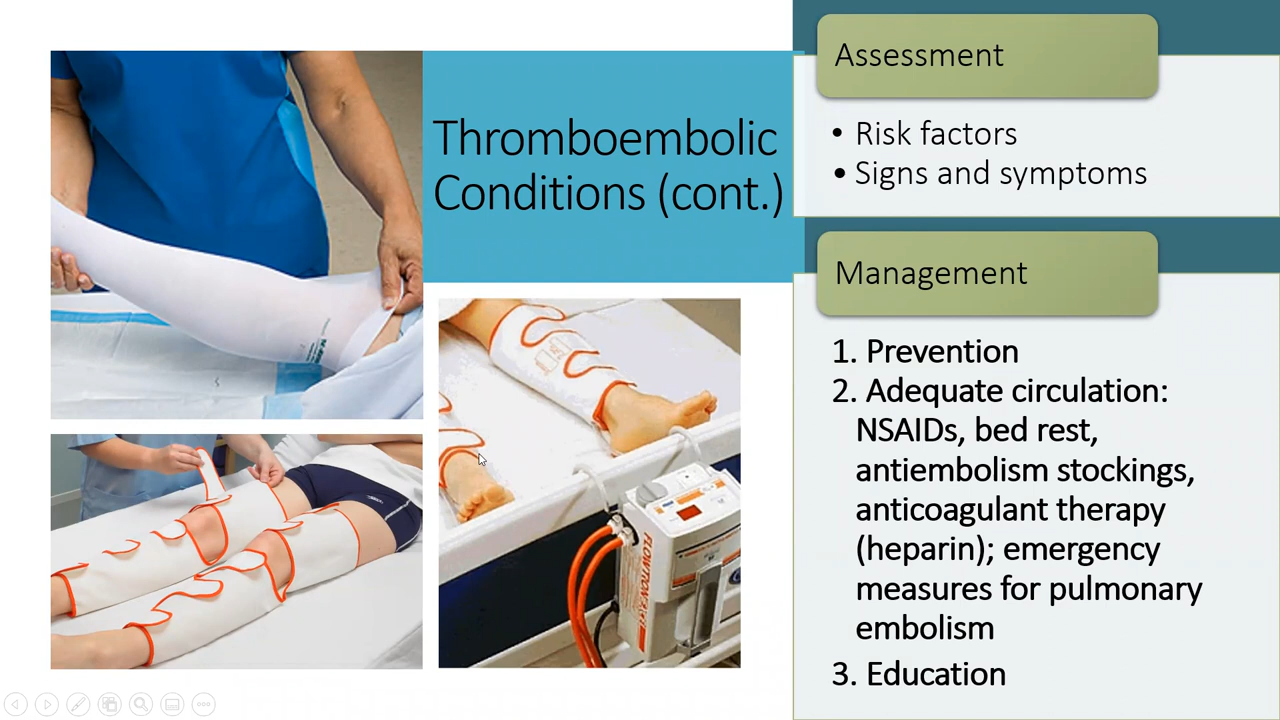 Thromboembolic
Conditions (cont.)
Assessment
• Risk factors
• Signs and symptoms
Management
1. Prevention
2. Adequate circulation:
NSAIDs, bed rest,
antiembolism stockings,
anticoagulant therapy
(heparin); emergency
measures for pulmonary
embolism
3. Education